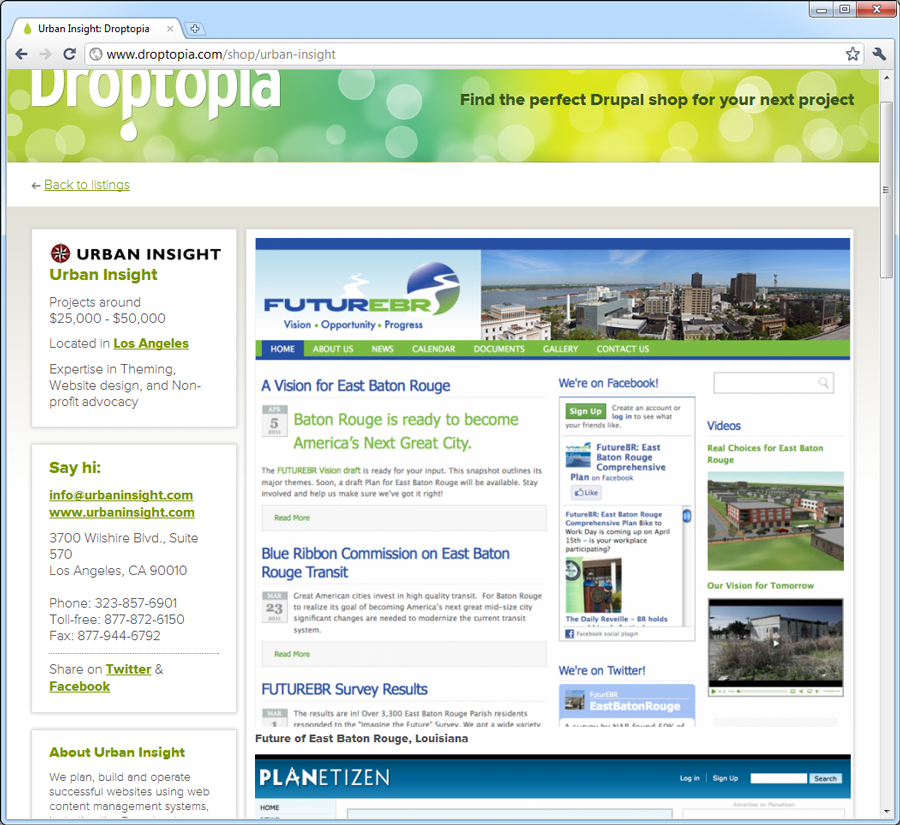 Urban Insight: Droptopia
www.droptopia.com/shop/urban-insight
Droptopia
Find the perfect Drupal shop for your next project
Back to listings
URBAN INSIGHT
Urban Insight
Projects around
$25,000 - $50,000
Located in Los Angeles
Expertise in Theming,
Website design, and Non-
profit advocacy
Say hi:
info@urbaninsight.com
www.urbaninsight.com
3700 Wilshire Blvd., Suite
570
Los Angeles, CA 90010
Phone: 323-857-6901
Toll-free: 877-872-6150
Fax: 877-944-6792
Share on Twitter &
Facebook
About Urban Insight
We plan, build and operate
successful websites using web
content management systems,
FUTUREBR
Vision • Opportunity • Progress
HOME ABOUT US NEWS CALENDAR DOCUMENTS GALLERY CONTACT US
A Vision for East Baton Rouge
APR
5
2011
Baton Rouge is ready to become
America's Next Great City.
The FUTUREBR Vision draft is ready for your input. This snapshot outlines its
major themes. Soon, a draft Plan for East Baton Rouge will be available. Stay
involved and help us make sure we've got it right!
Read More
Blue Ribbon Commission on East Baton
Rouge Transit
MAR
23
2011
Great American cities invest in high quality transit. For Baton Rouge
to realize its goal of becoming America's next great mid-size city
significant changes are needed to modernize the current transit
system.
Read More
FUTUREBR Survey Results
MAR
1
The results are in! Over 3,300 East Baton Rouge Parish residents
responded to the "Imagine the Future" Survey. We got a wide variety
We're on Facebook!
Sign Up
Create an account or
log in to see what
your friends like.
FutureBR: East
Baton Rouge
Comprehensive
Plan on Facebook
Like
FutureBR: East Baton Rouge
Comprehensive Plan Bike to
Work Day is coming up on April
15th - is your workplace
participating?
The Daily Reveille - BR holds
Facebook social plugin
We're on Twitter!
FuturEBR
EastBatonRouge
A survey by NAR found 59% of
Videos
Real Choices for East Baton
Rouge
Our Vision for Tomorrow
Future of East Baton Rouge, Louisiana
PLANETIZEN
Log in Sign Up Search
Advertise on Planetizen
HOME